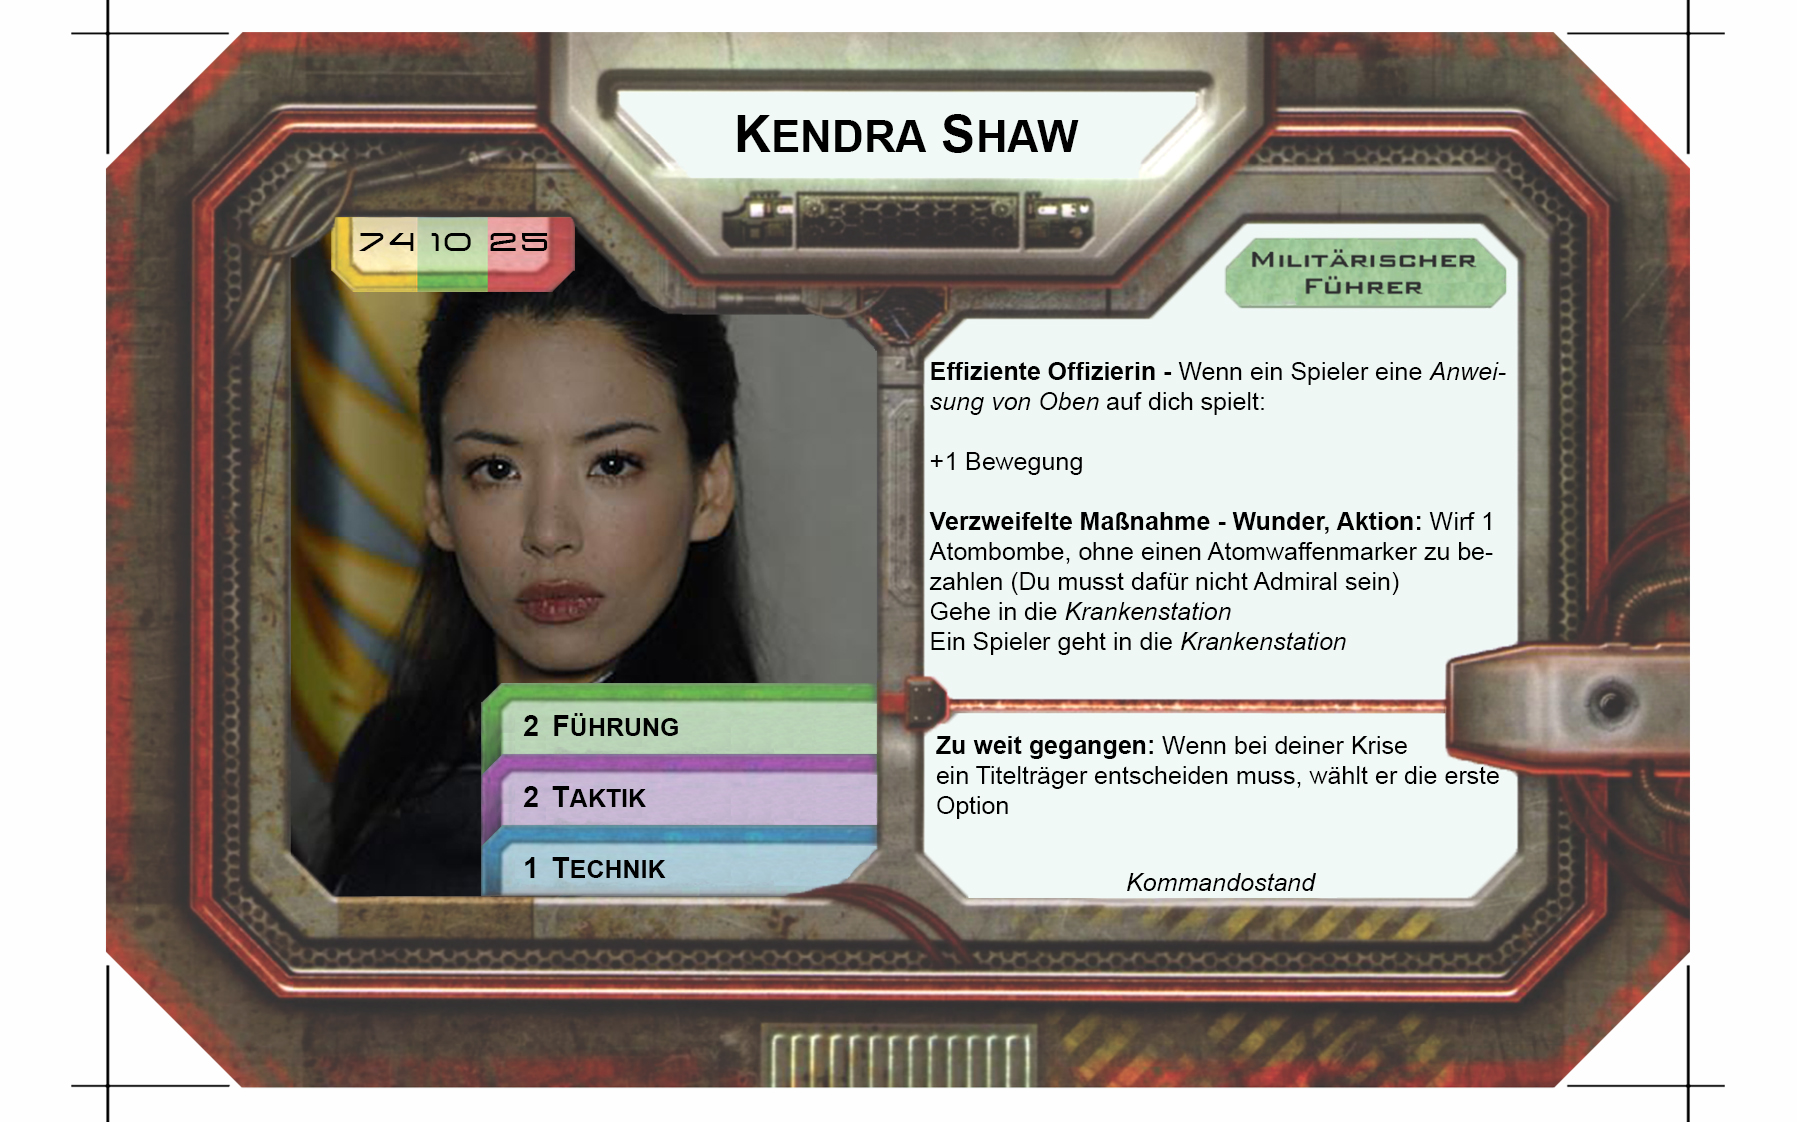 KENDRA SHAW
74 10 25
MILITÄRISCHER
FÜHRER
Effiziente Offizierin - Wenn ein Spieler eine Anwei-
sung von Oben auf dich spielt:
+1 Bewegung
Verzweifelte Maßnahme - Wunder, Aktion: Wirf 1
Atombombe, ohne einen Atomwaffenmarker zu be-
zahlen (Du musst dafür nicht Admiral sein)
Gehe in die Krankenstation
Ein Spieler geht in die Krankenstation
2 FÜHRUNG
2 TAKTIK
1 TECHNIK
Zu weit gegangen: Wenn bei deiner Krise
ein Titelträger entscheiden muss, wählt er die erste
Option
Kommandostand